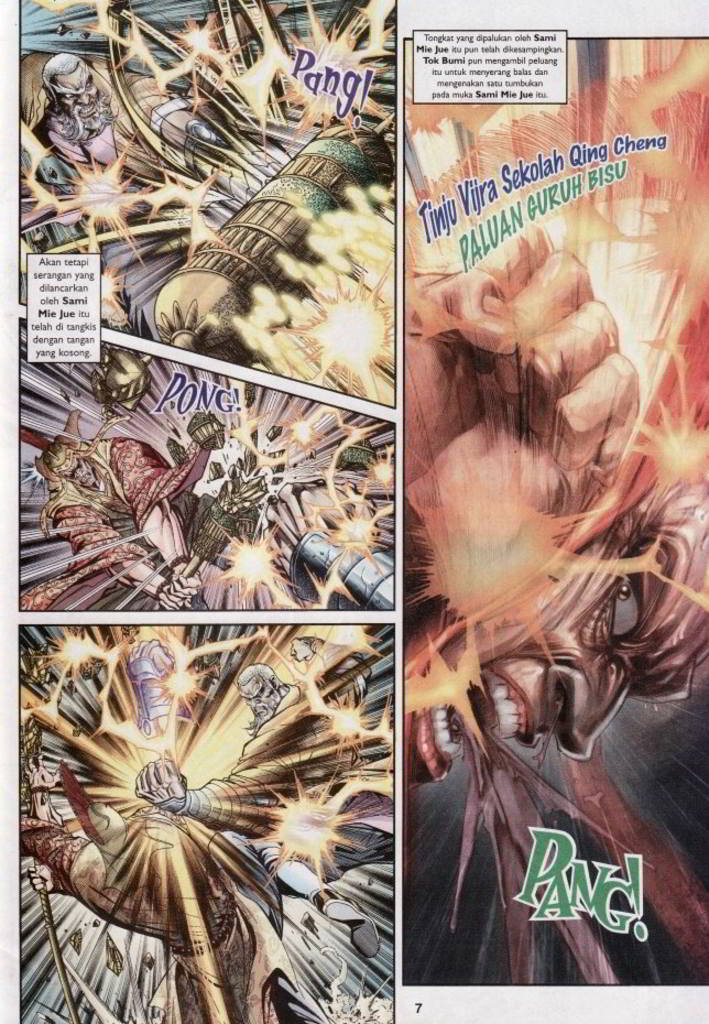 Pang!
Akan tetapi
serangan yang
dilancarkan
oleh Sami
Mie Jue itu
telah di tangkis
dengan tangan
yang kosong.
PONG!
Tongkat yang dipalukan oleh Sami
Mie Jue itu pun telah dikesampingkan.
Tok Bumi pun mengambil peluang
itu untuk menyerang balas dan
mengenakan satu tumbukan
pada muka Sami Mie Jue itu.
Tinju Vijra Sekolah Qing Cheng
PALUAN GURUH BISU
PANG!
7